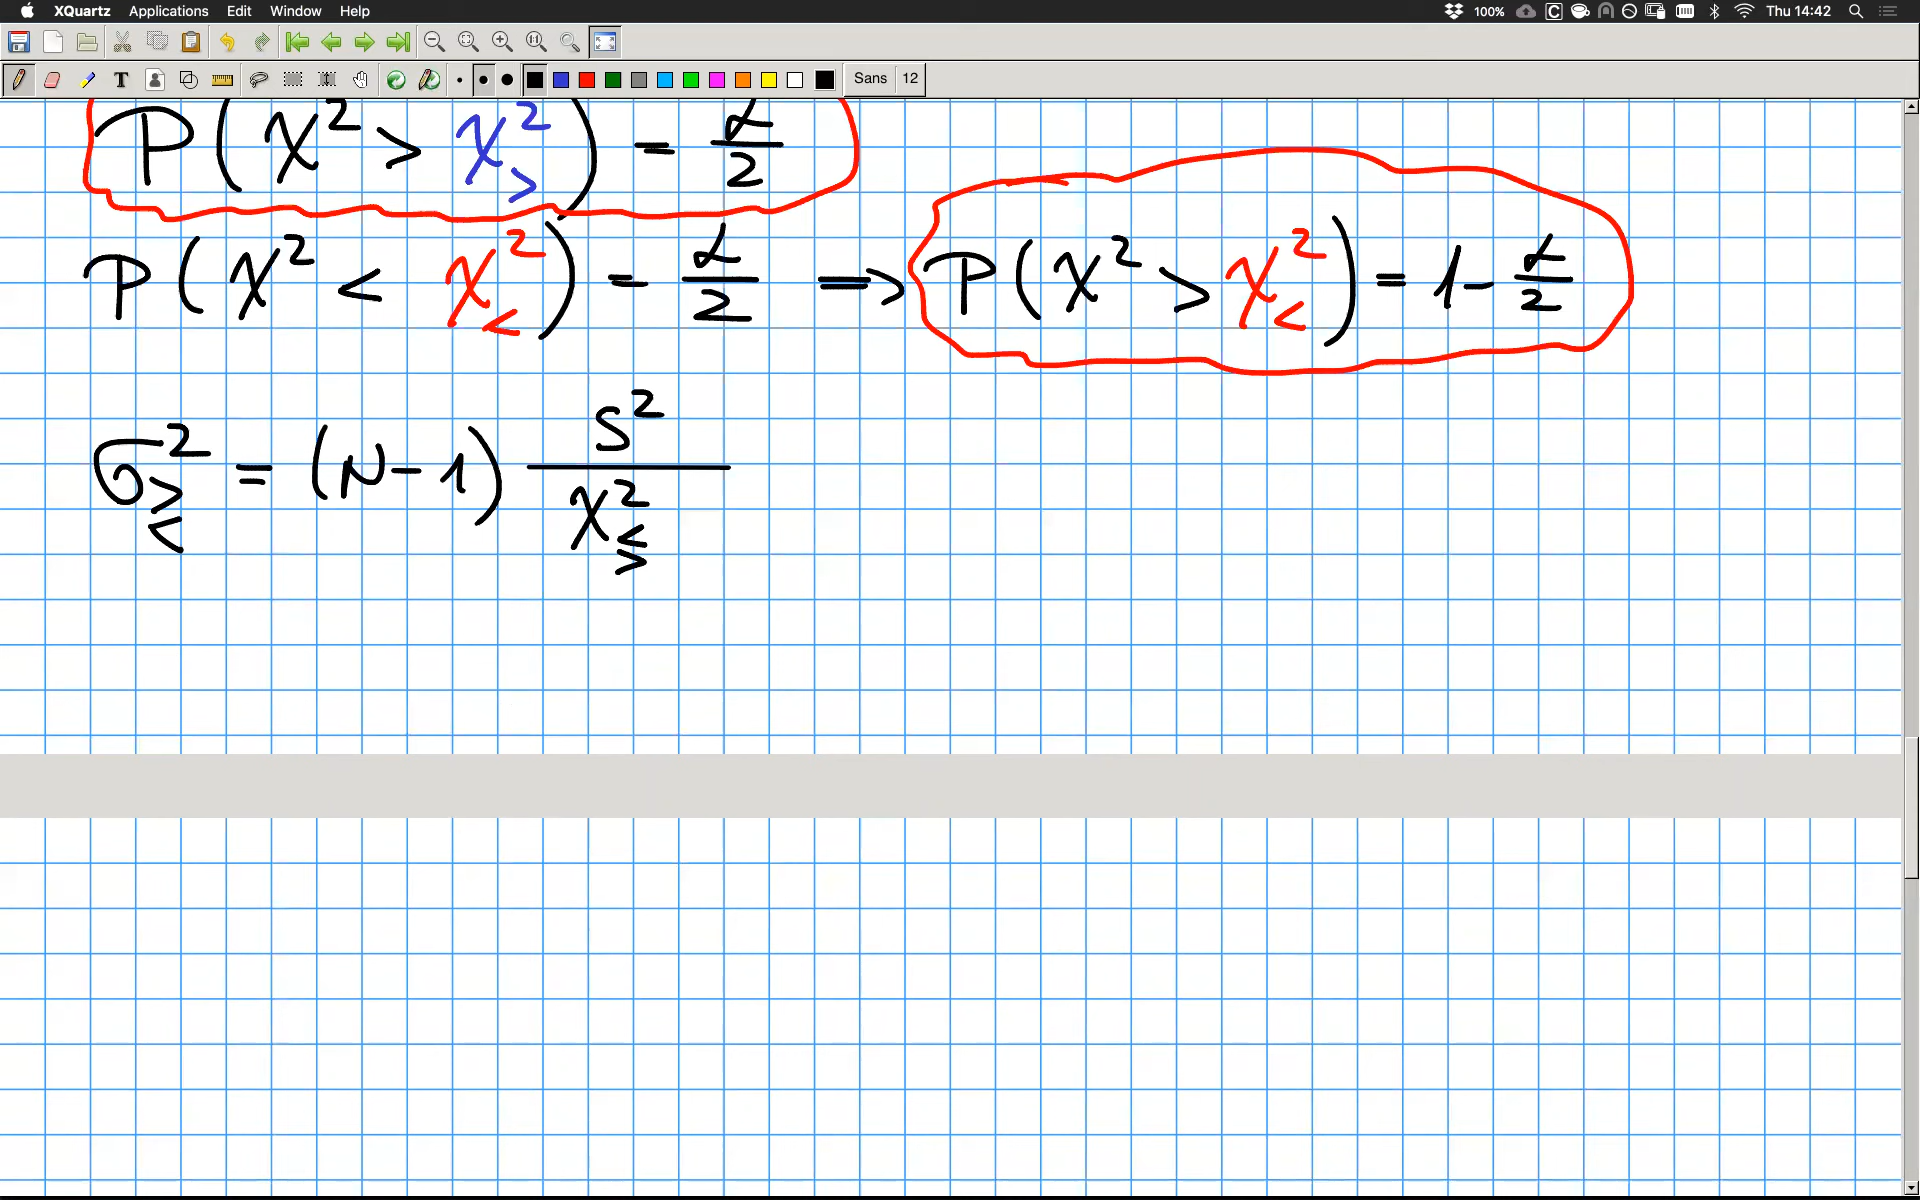 XQuartz Applications Edit Window Help 100% Thu 14:42
T Sans 12
P(χ² > χ²_>) = α/2
P(χ² < χ²_<) = α/2 ⟹ P(χ² > χ²_<) = 1 - α/2
σ²_≷ = (N-1) S²/χ²_≶